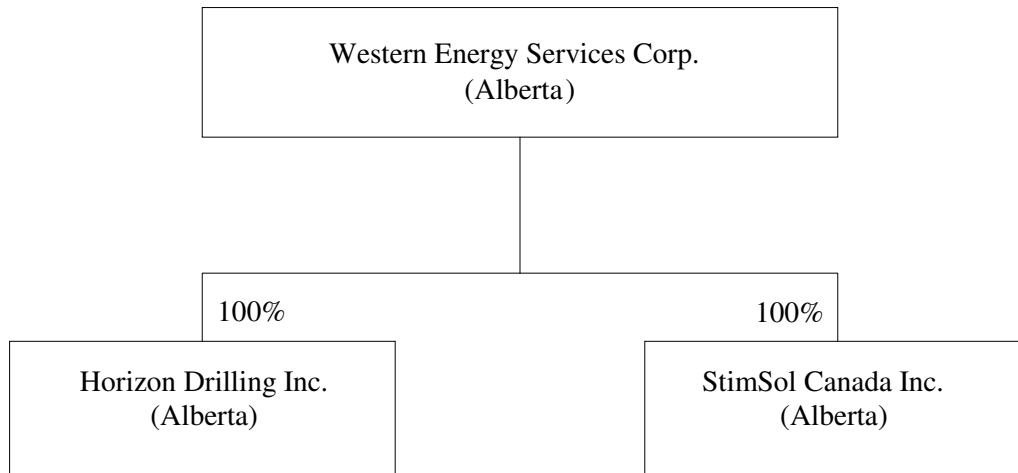 Western Energy Services Corp.
(Alberta)
100%
100%
Horizon Drilling Inc.
(Alberta)
StimSol Canada Inc.
(Alberta)